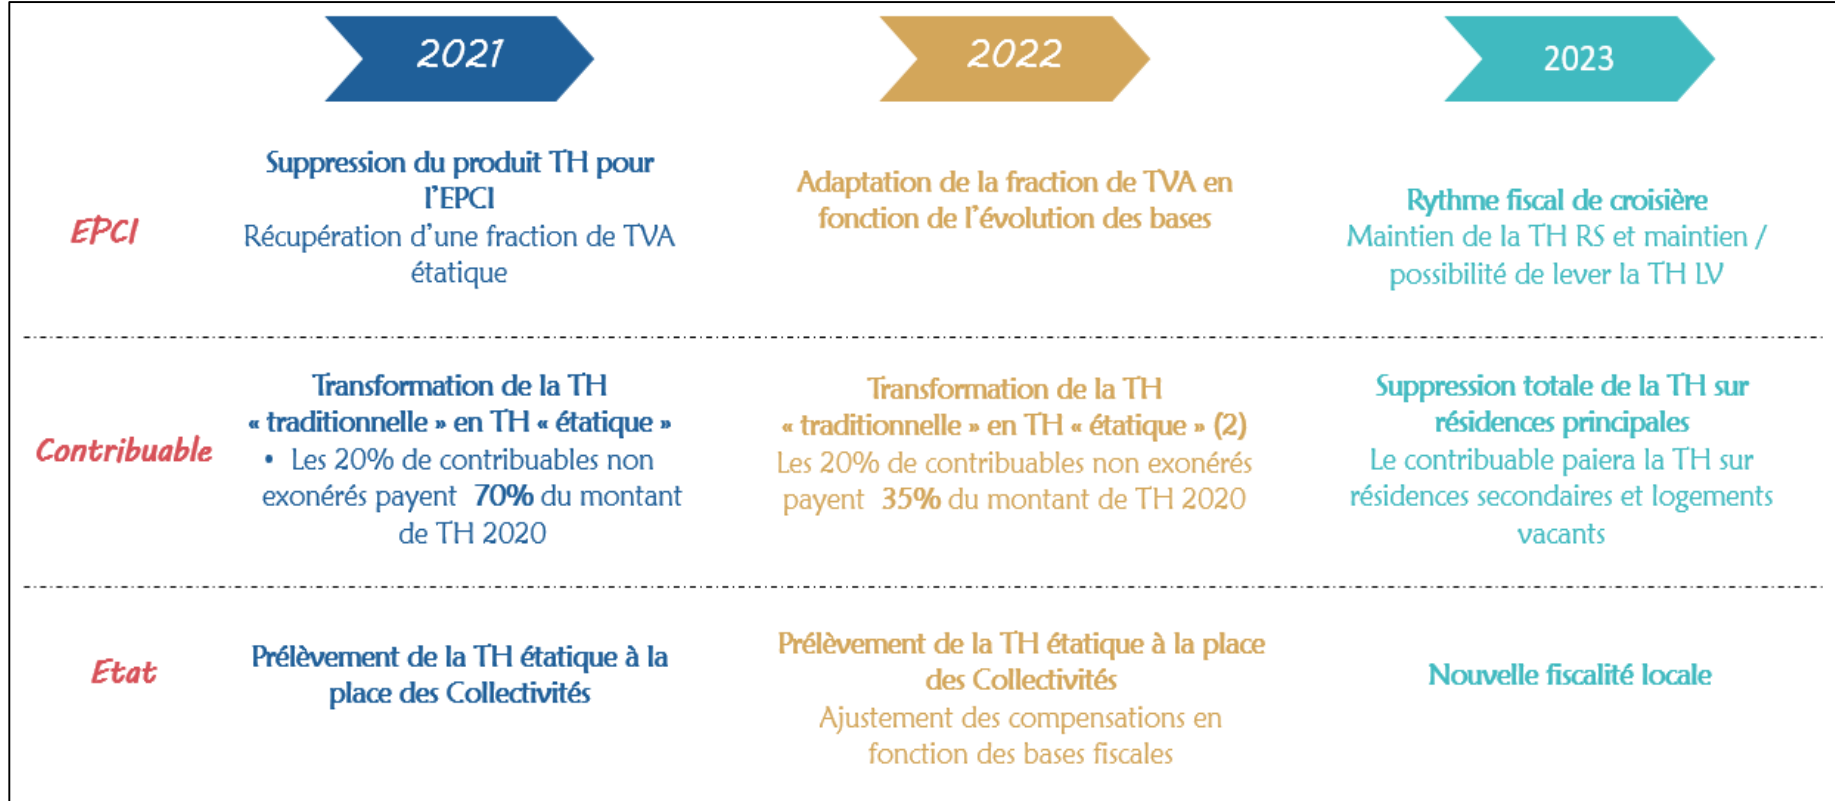 2021
2022
2023
EPCI
Suppression du produit TH pour
l'EPCI
Récupération d'une fraction de TVA
étatique
Adaptation de la fraction de TVA en
fonction de l'évolution des bases
Rythme fiscal de croisière
Maintien de la TH RS et maintien /
possibilité de lever la TH LV
Contribuable
Transformation de la TH
« traditionnelle » en TH « étatique »
• Les 20% de contribuables non
exonérés payent 70% du montant
de TH 2020
Transformation de la TH
« traditionnelle » en TH « étatique » (2)
Les 20% de contribuables non exonérés
payent 35% du montant de TH 2020
Suppression totale de la TH sur
résidences principales
Le contribuable paiera la TH sur
résidences secondaires et logements
vacants
Etat
Prélèvement de la TH étatique à la
place des Collectivités
Prélèvement de la TH étatique à la place
des Collectivités
Ajustement des compensations en
fonction des bases fiscales
Nouvelle fiscalité locale